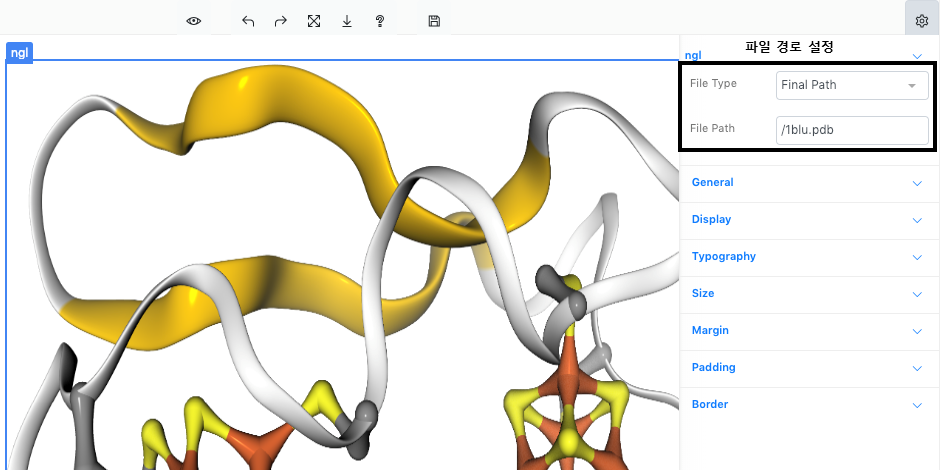 ngl
파일 경로 설정
ngl
File Type
Final Path
File Path
/1blu.pdb
General
Display
Typography
Size
Margin
Padding
Border